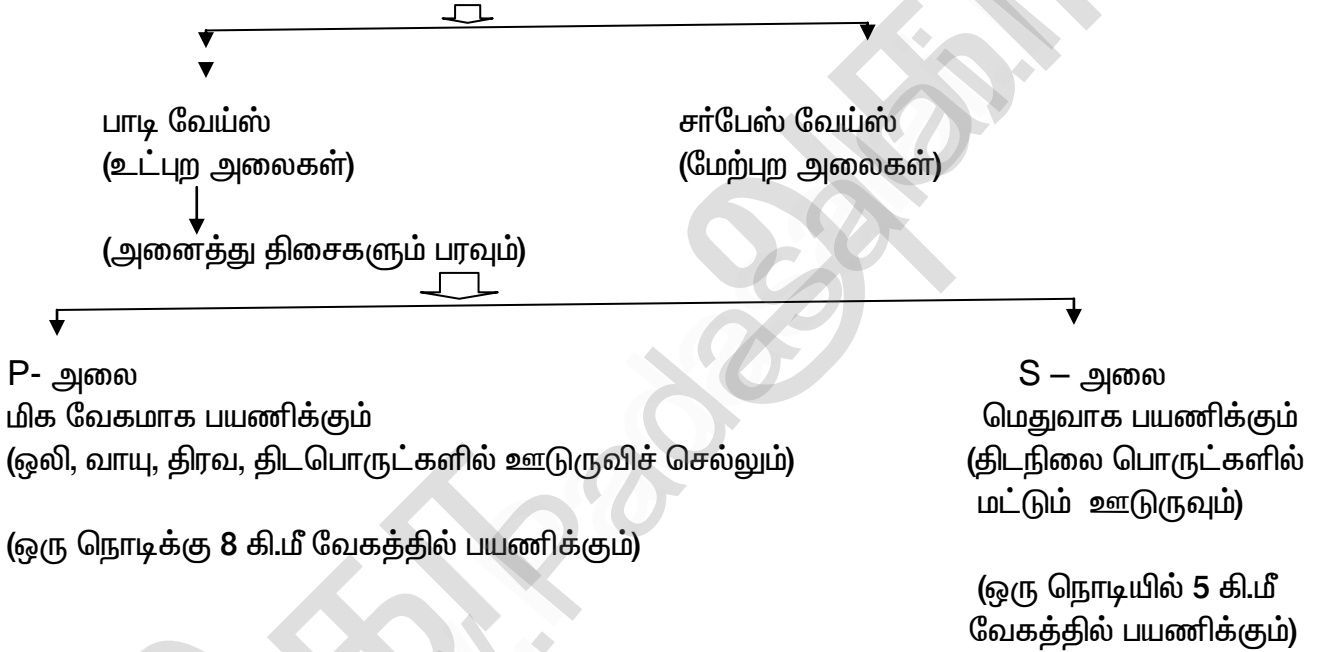 பாடி வேய்ஸ்
(உட்புற அலைகள்)
சர்பேஸ் வேய்ஸ்
(மேற்புற அலைகள்)
(அனைத்து திசைகளும் பரவும்)
P- அலை
மிக வேகமாக பயணிக்கும்
(ஒலி, வாயு, திரவ, திடபொருட்களில் ஊடுருவிச் செல்லும்)
(ஒரு நொடிக்கு 8 கி.மீ வேகத்தில் பயணிக்கும்)
S – அலை
மெதுவாக பயணிக்கும்
(திடநிலை பொருட்களில்
மட்டும் ஊடுருவும்)
(ஒரு நொடியில் 5 கி.மீ
வேகத்தில் பயணிக்கும்)